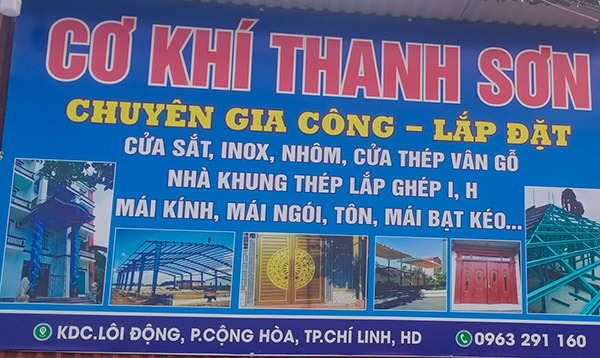 CƠ KHÍ THANH SƠN
CHUYÊN GIA CÔNG – LẮP ĐẶT
CỬA SẮT, INOX, NHÔM, CỬA THÉP VÂN GỖ
NHÀ KHUNG THÉP LẮP GHÉP I, H
MÁI KÍNH, MÁI NGÓI, TÔN, MÁI BẠT KÉO...
KDC.LÔI ĐỘNG, P.CỘNG HÒA, TP.CHÍ LINH, HD
0963 291 160